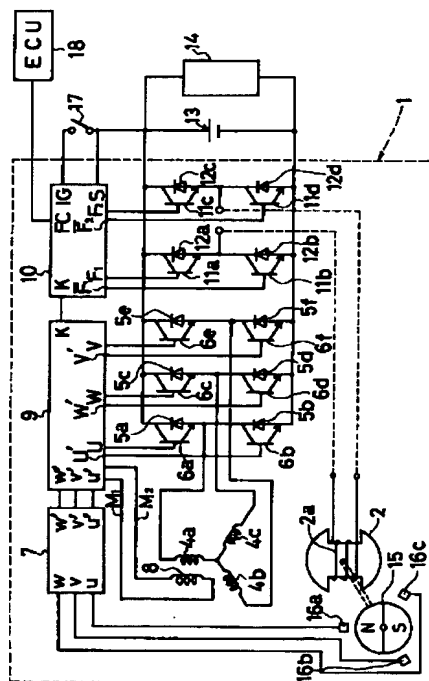 ECU
18
17
14
13
1
10
K FC IG
F̄₁ F₁ F̄₂ F₂ S
12c
11c
12d
11d
12a
11a
12b
11b
9
K
w' v' u'
U' U W' W V' V
5e
6e
5f
6f
5c
6c
5d
6d
5a
6a
5b
6b
7
w v u
w' v' u'
M₁
M₂
8
4a
4b
4c
2a
2
15
N
S
16a
16b
16c